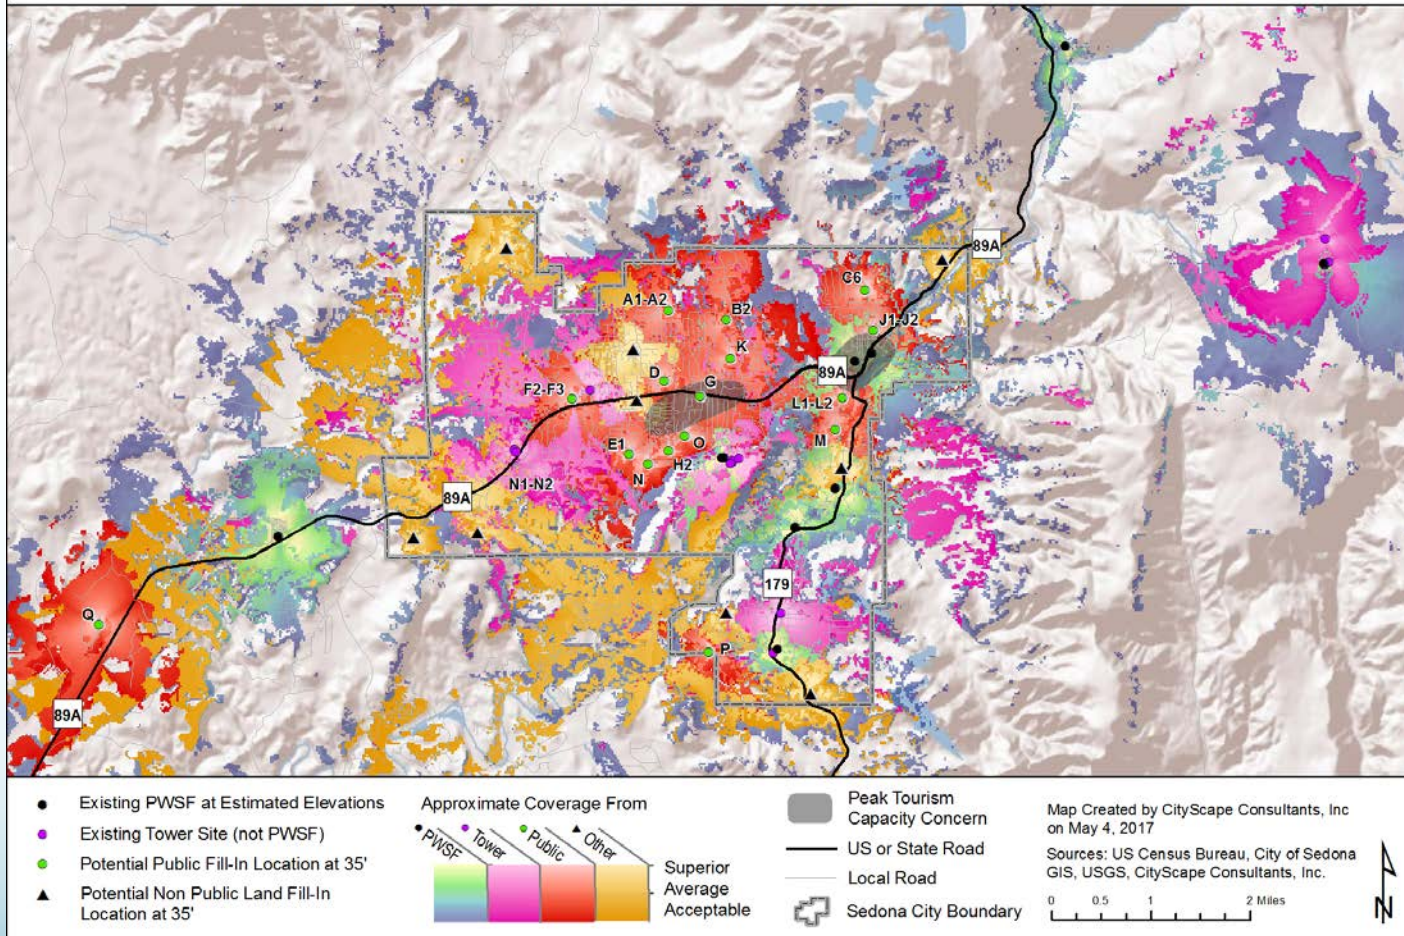 89A
C6
A1-A2
B2
J1-J2
K
89A
D
G
F2-F3
L1-L2
E1
O
M
H2
N
N1-N2
89A
179
Q
P
89A
Existing PWSF at Estimated Elevations
Existing Tower Site (not PWSF)
Potential Public Fill-In Location at 35'
Potential Non Public Land Fill-In
Location at 35'
Approximate Coverage From
PWSF
Tower
Public
Other
Superior
Average
Acceptable
Peak Tourism
Capacity Concern
US or State Road
Local Road
Sedona City Boundary
Map Created by CityScape Consultants, Inc
on May 4, 2017
Sources: US Census Bureau, City of Sedona
GIS, USGS, CityScape Consultants, Inc.
0 0.5 1 2 Miles
N